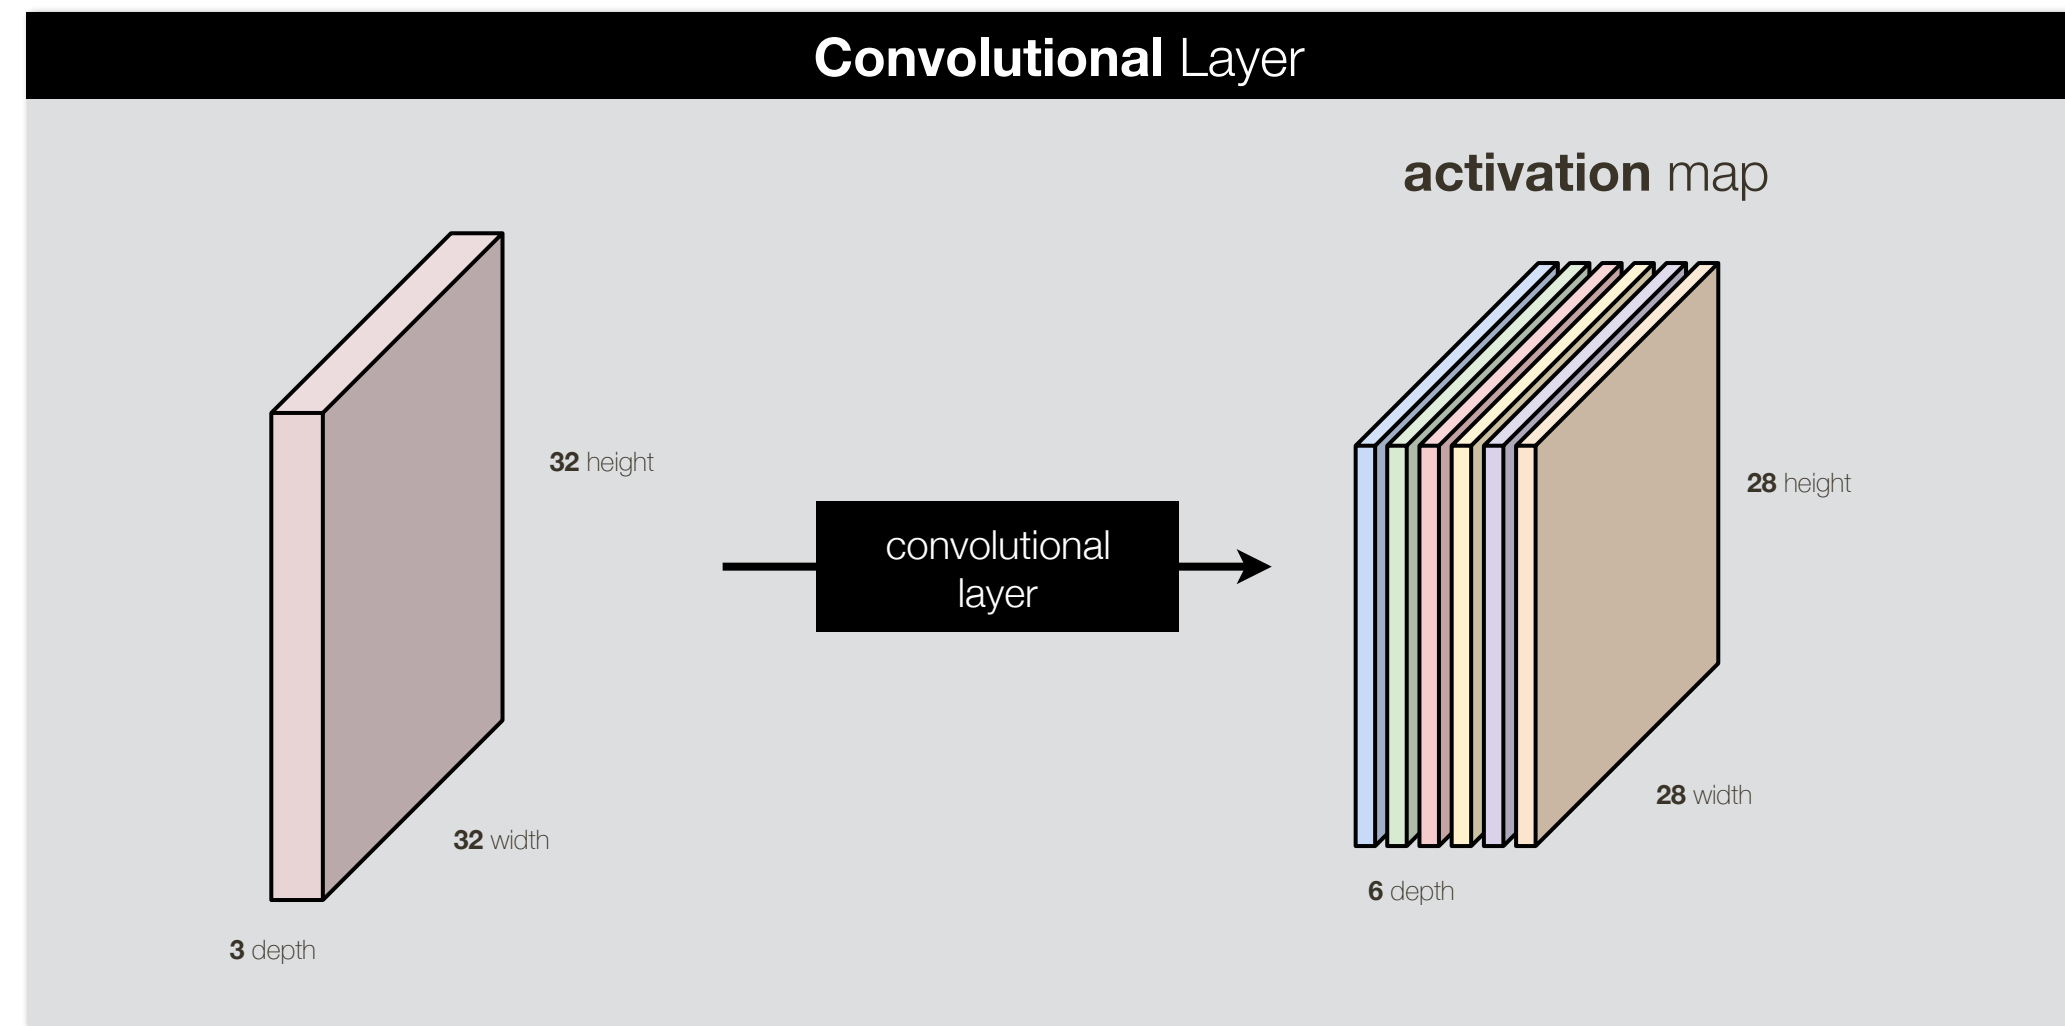 Convolutional Layer
activation map
32 height
32 width
3 depth
convolutional
layer
28 height
28 width
6 depth